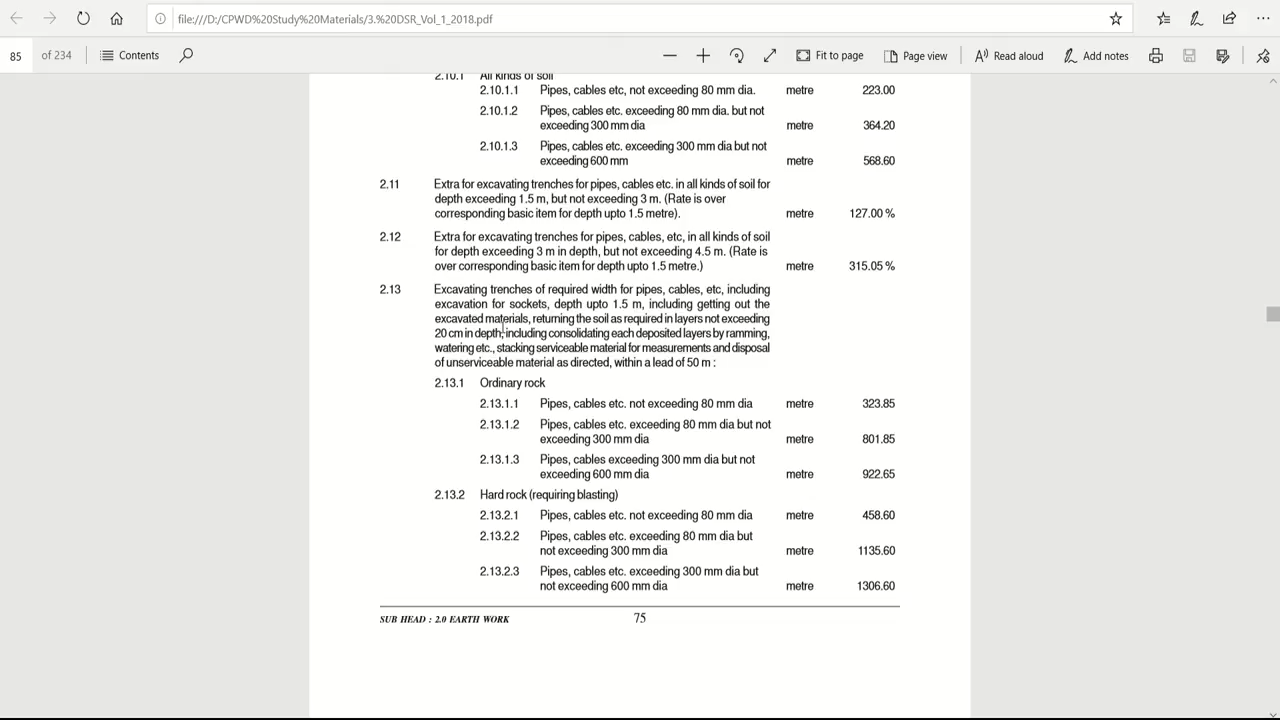 file:///D:/CPWD%20Study%20Materials/3.%20DSR_Vol_1_2018.pdf
85 of 234 Contents Fit to page Page view Read aloud Add notes
2.10.1 All kinds of soil
2.10.1.1 Pipes, cables etc, not exceeding 80 mm dia. metre 223.00
2.10.1.2 Pipes, cables etc. exceeding 80 mm dia. but not
exceeding 300 mm dia metre 364.20
2.10.1.3 Pipes, cables etc. exceeding 300 mm dia but not
exceeding 600 mm metre 568.60
2.11 Extra for excavating trenches for pipes, cables etc. in all kinds of soil for
depth exceeding 1.5 m, but not exceeding 3 m. (Rate is over
corresponding basic item for depth upto 1.5 metre). metre 127.00 %
2.12 Extra for excavating trenches for pipes, cables, etc, in all kinds of soil
for depth exceeding 3 m in depth, but not exceeding 4.5 m. (Rate is
over corresponding basic item for depth upto 1.5 metre.) metre 315.05 %
2.13 Excavating trenches of required width for pipes, cables, etc, including
excavation for sockets, depth upto 1.5 m, including getting out the
excavated materials, returning the soil as required in layers not exceeding
20 cm in depth, including consolidating each deposited layers by ramming,
watering etc., stacking serviceable material for measurements and disposal
of unserviceable material as directed, within a lead of 50 m :
2.13.1 Ordinary rock
2.13.1.1 Pipes, cables etc. not exceeding 80 mm dia metre 323.85
2.13.1.2 Pipes, cables etc. exceeding 80 mm dia but not
exceeding 300 mm dia metre 801.85
2.13.1.3 Pipes, cables exceeding 300 mm dia but not
exceeding 600 mm dia metre 922.65
2.13.2 Hard rock (requiring blasting)
2.13.2.1 Pipes, cables etc. not exceeding 80 mm dia metre 458.60
2.13.2.2 Pipes, cables etc. exceeding 80 mm dia but
not exceeding 300 mm dia metre 1135.60
2.13.2.3 Pipes, cables etc. exceeding 300 mm dia but
not exceeding 600 mm dia metre 1306.60
SUB HEAD : 2.0 EARTH WORK 75